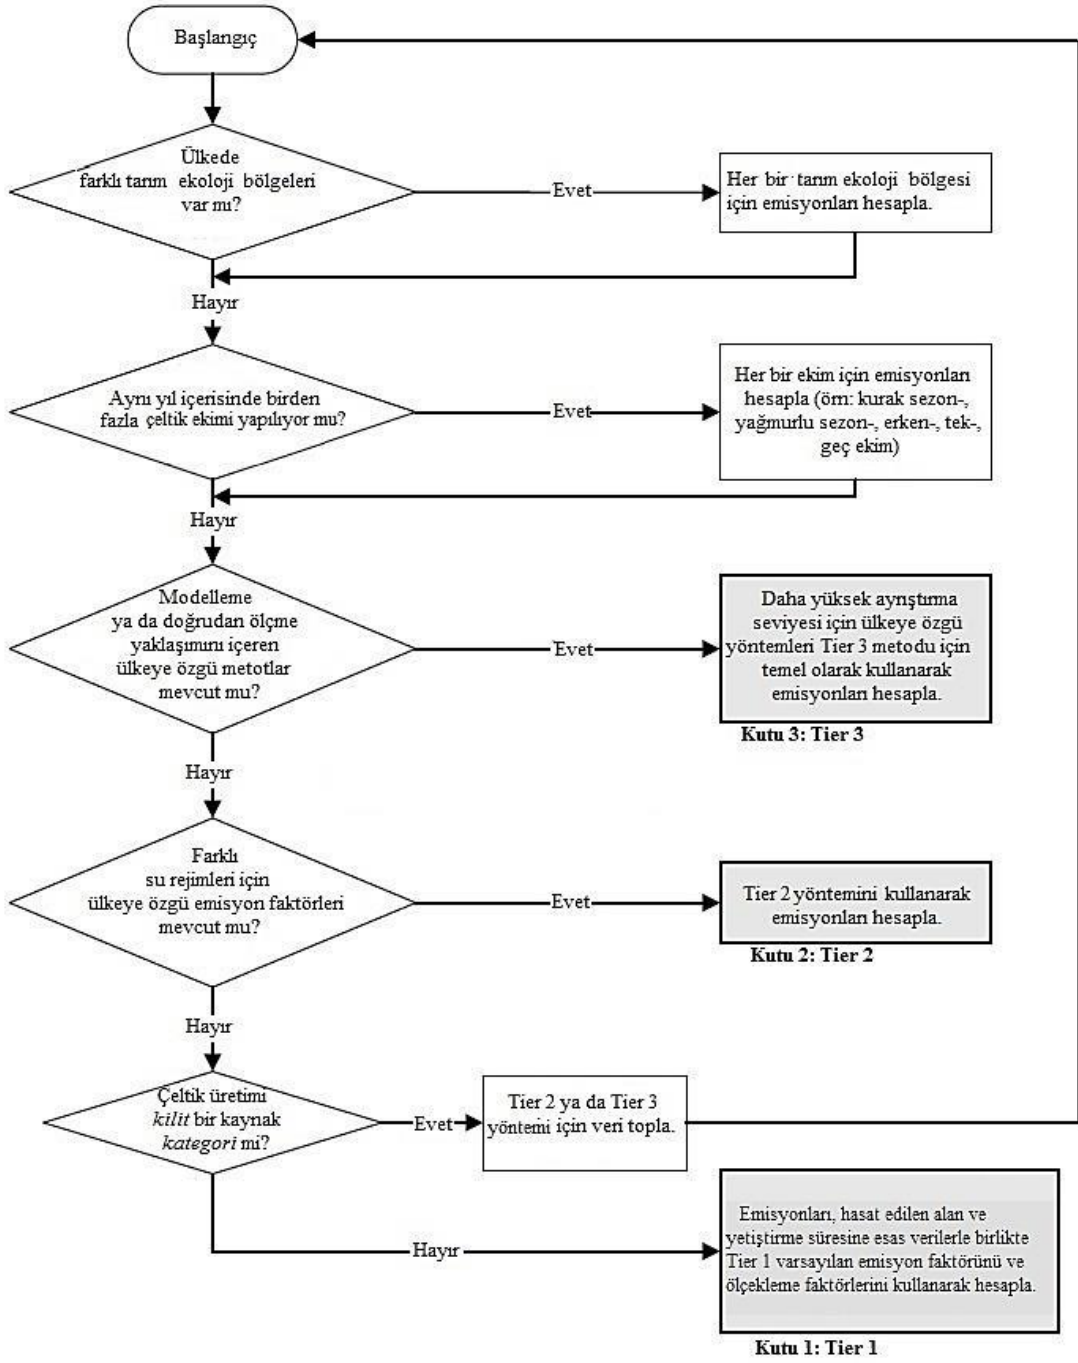 Başlangıç
Ülkede
farklı tarım ekoloji bölgeleri
var mı?
Evet
Her bir tarım ekoloji bölgesi
için emisyonları hesapla.
Hayır
Aynı yıl içerisinde birden
fazla çeltik ekimi yapılıyor mu?
Evet
Her bir ekim için emisyonları
hesapla (örn: kurak sezon-,
yağmurlu sezon-, erken-, tek-,
geç ekim)
Hayır
Modelleme
ya da doğrudan ölçme
yaklaşımını içeren
ülkeye özgü metotlar
mevcut mu?
Evet
Daha yüksek ayrıştırma
seviyesi için ülkeye özgü
yöntemleri Tier 3 metodu için
temel olarak kullanarak
emisyonları hesapla.
Kutu 3: Tier 3
Hayır
Farklı
su rejimleri için
ülkeye özgü emisyon faktörleri
mevcut mu?
Evet
Tier 2 yöntemini kullanarak
emisyonları hesapla.
Kutu 2: Tier 2
Hayır
Çeltik üretimi
kilit bir kaynak
kategori mi?
Evet
Tier 2 ya da Tier 3
yöntemi için veri topla.
Hayır
Emisyonları, hasat edilen alan ve
yetiştirme süresine esas verilerle birlikte
Tier 1 varsayılan emisyon faktörünü ve
ölçekleme faktörlerini kullanarak hesapla.
Kutu 1: Tier 1